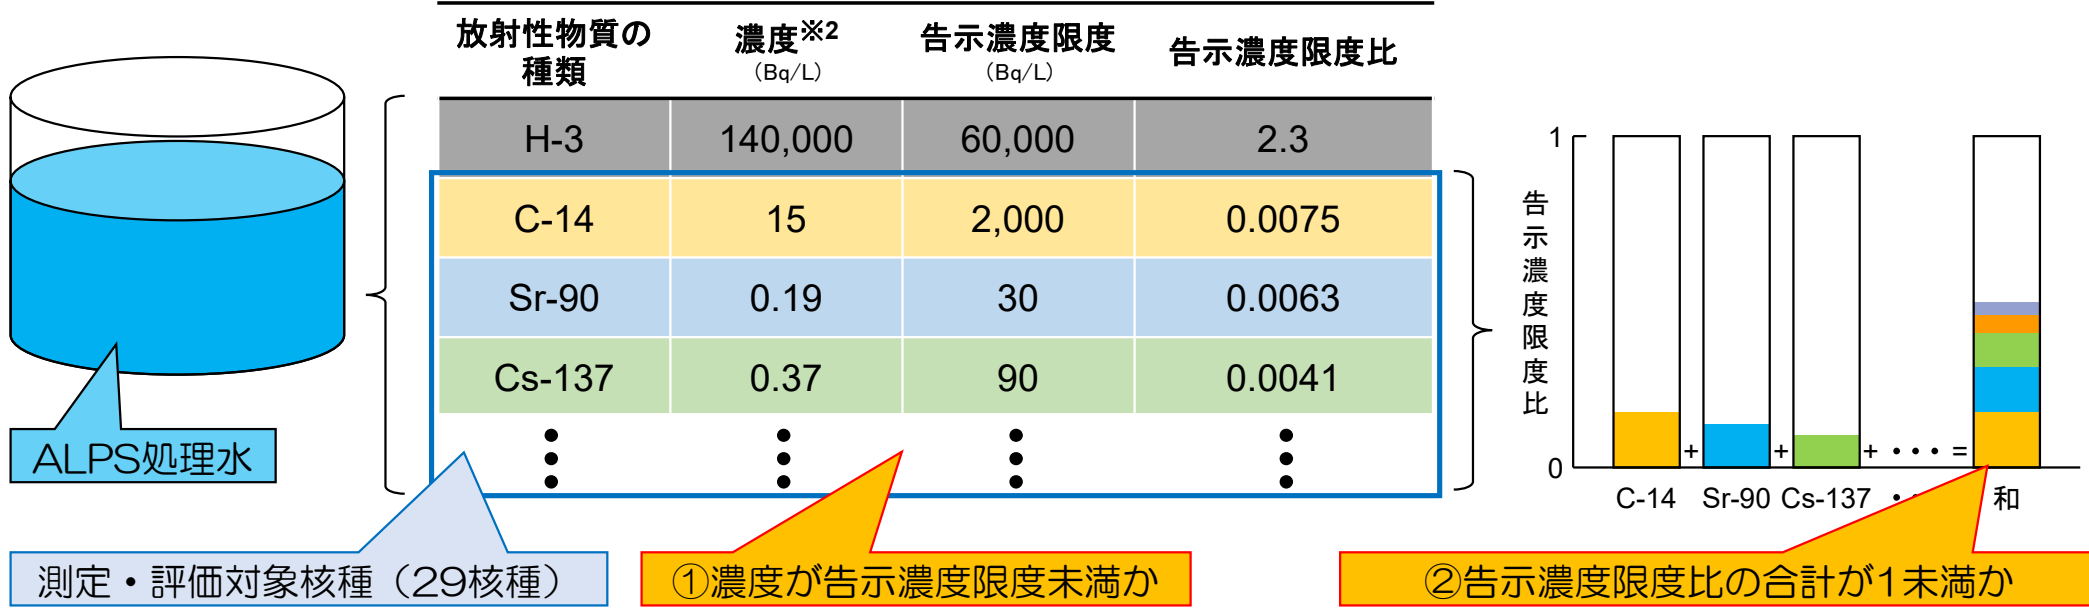 放射性物質の
種類
濃度※2
（Bq/L）
告示濃度限度
（Bq/L）
告示濃度限度比
H-3 140,000 60,000 2.3
C-14 15 2,000 0.0075
Sr-90 0.19 30 0.0063
Cs-137 0.37 90 0.0041
ALPS処理水
測定・評価対象核種（29核種）
①濃度が告示濃度限度未満か
告示濃度限度比
1
0
+ + + ・・・ =
C-14 Sr-90 Cs-137 和
②告示濃度限度比の合計が1未満か